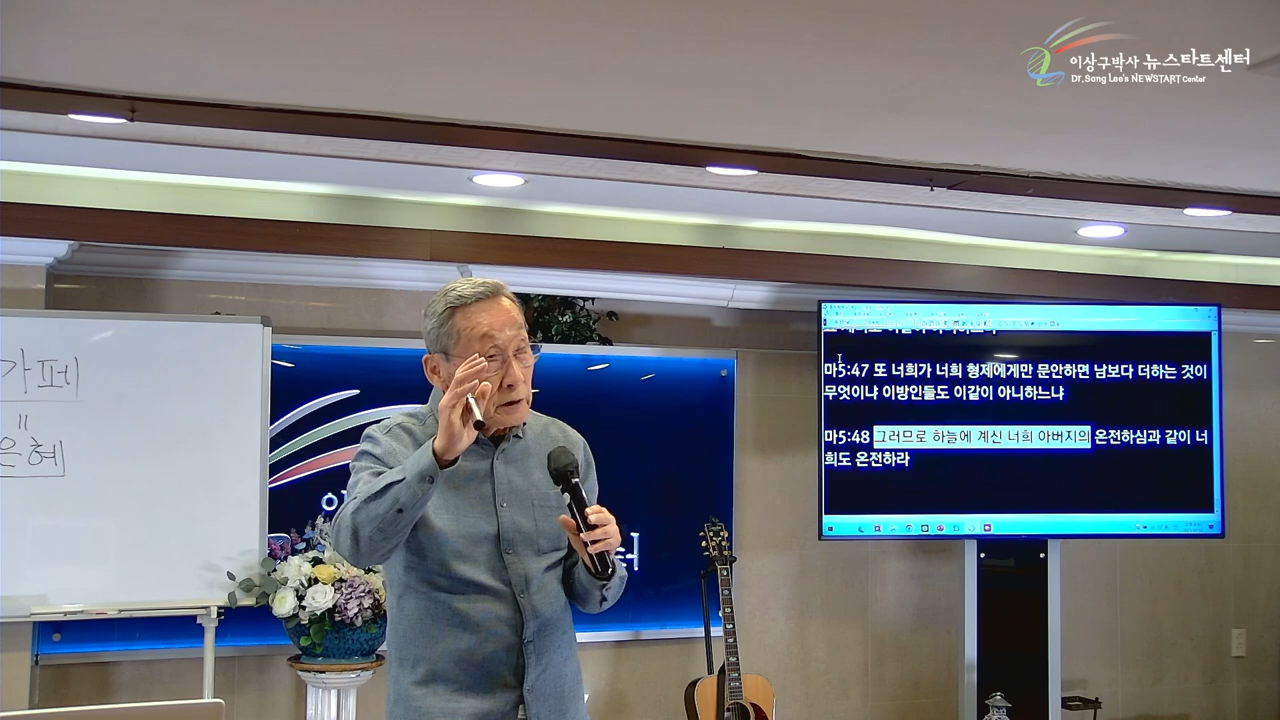 이상구박사 뉴스타트센터
Dr. Sang Lee's NEWSTART Center
가페
=
은혜
터
마5:47 또 너희가 너희 형제에게만 문안하면 남보다 더하는 것이
무엇이냐 이방인들도 이같이 아니하느냐
마5:48 그러므로 하늘에 계신 너희 아버지의 온전하심과 같이 너
희도 온전하라